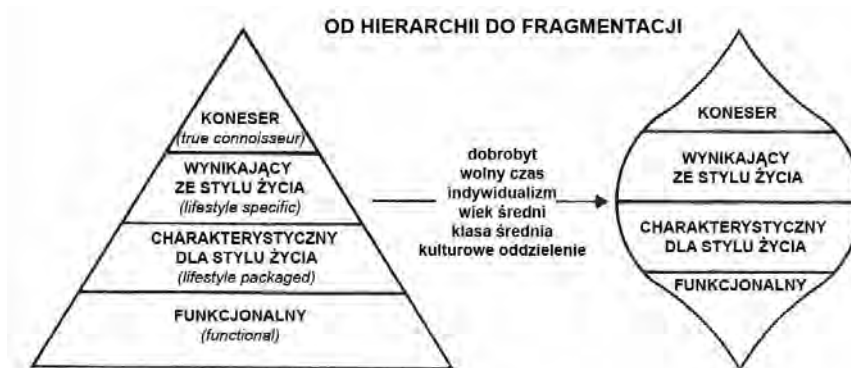 OD HIERARCHII DO FRAGMENTACJI
KONESER
(true connoisseur)
WYNIKAJĄCY
ZE STYLU ŻYCIA
(lifestyle specific)
CHARAKTERYSTYCZNY
DLA STYLU ŻYCIA
(lifestyle packaged)
FUNKCJONALNY
(functional)
dobrobyt
wolny czas
indywidualizm
wiek średni
klasa średnia
kulturowe oddzielenie
KONESER
WYNIKAJĄCY
ZE STYLU ŻYCIA
CHARAKTERYSTYCZNY
DLA STYLU ŻYCIA
FUNKCJONALNY